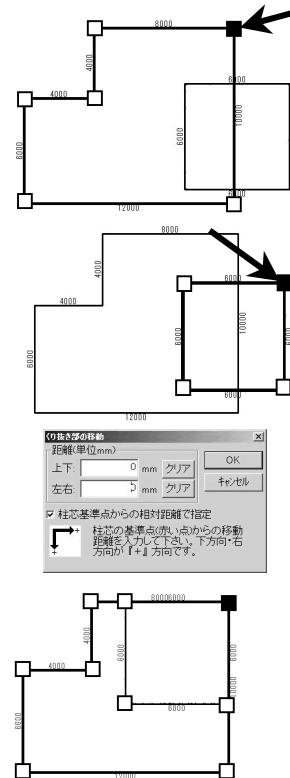 8000
4000
4000
6000
10000
6000
6000
6000
12000
8000
4000
4000
6000
6000
6000
10000
6000
6000
12000
くり抜き部の移動
距離(単位mm)
上下: 0 mm クリア
左右: mm クリア
OK
キャンセル
柱芯基準点からの相対距離で指定
柱芯の基準点(赤い点)からの移動
距離を入力して下さい。下方向・右
方向が『+』方向です。
80006000
4000
4000
6000
6000
6000
6000
10000
12000